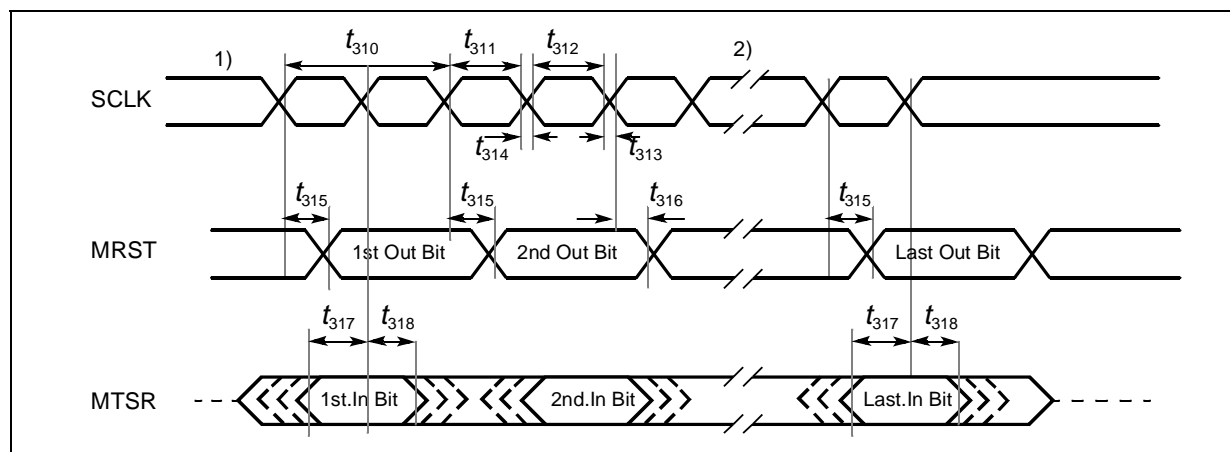 1) t310 t311 t312 2)
SCLK
t314 t313
t315 t315 t316 t315
MRST 1st Out Bit 2nd Out Bit Last Out Bit
t317 t318 t317 t318
MTSR 1st.In Bit 2nd.In Bit Last.In Bit